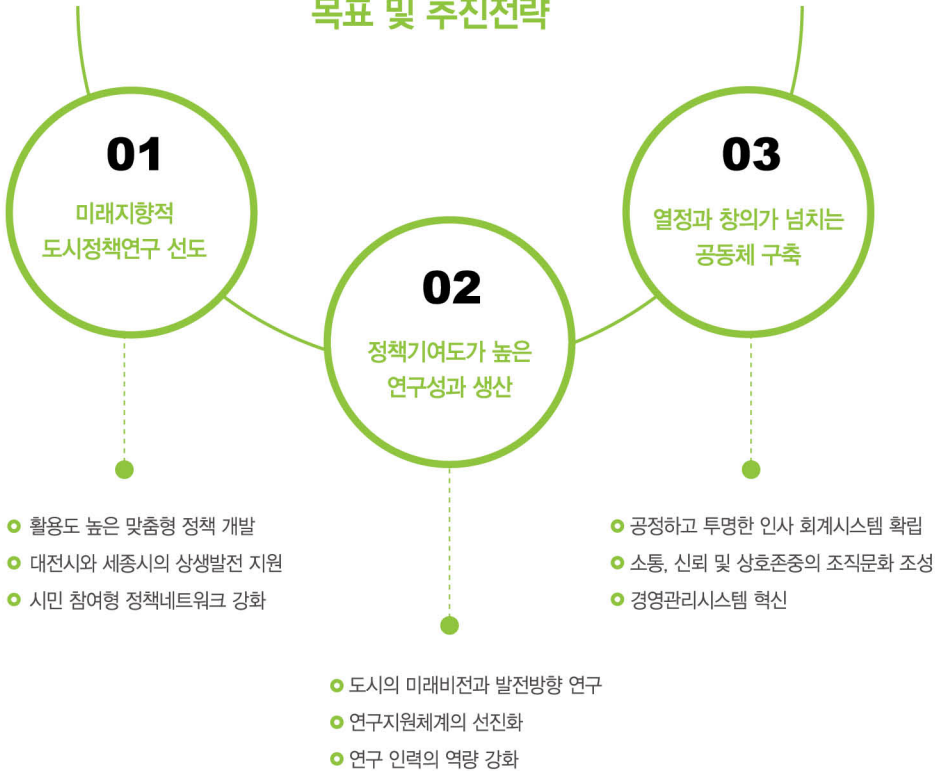 목표 및 추진전략
01
미래지향적
도시정책연구 선도
02
정책기여도가 높은
연구성과 생산
03
열정과 창의가 넘치는
공동체 구축
활용도 높은 맞춤형 정책 개발
대전시와 세종시의 상생발전 지원
시민 참여형 정책네트워크 강화
도시의 미래비전과 발전방향 연구
연구지원체계의 선진화
연구 인력의 역량 강화
공정하고 투명한 인사 회계시스템 확립
소통, 신뢰 및 상호존중의 조직문화 조성
경영관리시스템 혁신